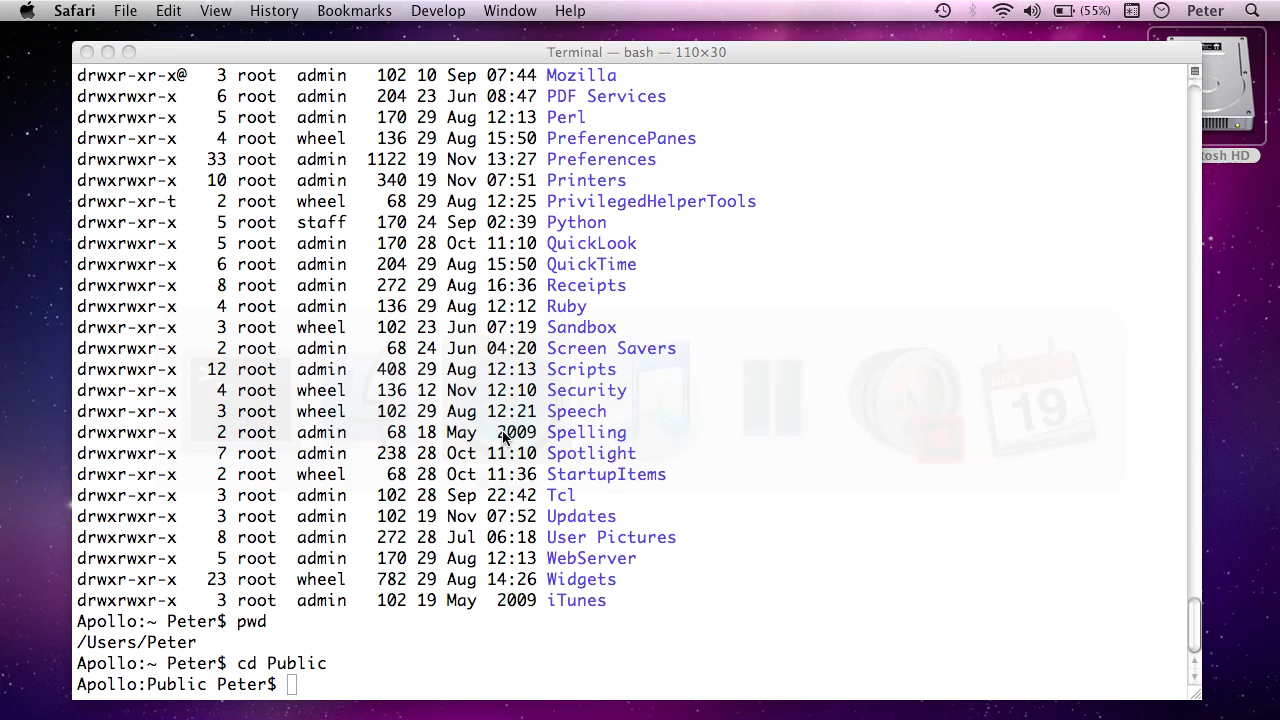 Safari File Edit View History Bookmarks Develop Window Help (55%) Peter
Terminal — bash — 110×30
drwxr-xr-x@ 3 root admin 102 10 Sep 07:44 Mozilla
drwxrwxr-x 6 root admin 204 23 Jun 08:47 PDF Services
drwxrwxr-x 5 root admin 170 29 Aug 12:13 Perl
drwxrwxr-x 4 root wheel 136 29 Aug 15:50 PreferencePanes
drwxrwxr-x 33 root admin 1122 19 Nov 13:27 Preferences
drwxrwxr-x 10 root admin 340 19 Nov 07:51 Printers
drwxrwxr-t 2 root wheel 68 29 Aug 12:25 PrivilegedHelperTools
drwxrwxr-x 5 root staff 170 24 Sep 02:39 Python
drwxrwxr-x 5 root admin 170 28 Oct 11:10 QuickLook
drwxrwxr-x 6 root admin 204 29 Aug 15:50 QuickTime
drwxrwxr-x 8 root admin 272 29 Aug 16:36 Receipts
drwxrwxr-x 4 root admin 136 29 Aug 12:12 Ruby
drwxr-xr-x 3 root wheel 102 23 Jun 07:19 Sandbox
drwxrwxr-x 2 root admin 68 24 Jun 04:20 Screen Savers
drwxrwxr-x 12 root admin 408 29 Aug 12:13 Scripts
drwxrwxr-x 4 root wheel 136 12 Nov 12:10 Security
drwxrwxr-x 3 root wheel 102 29 Aug 12:21 Speech
drwxrwxr-x 2 root admin 68 18 May 2009 Spelling
drwxrwxr-x 7 root admin 238 28 Oct 11:10 Spotlight
drwxr-xr-x 2 root wheel 68 28 Oct 11:36 StartupItems
drwxrwxr-x 3 root admin 102 28 Sep 22:42 Tcl
drwxrwxr-x 3 root admin 102 19 Nov 07:52 Updates
drwxrwxr-x 8 root admin 272 28 Jul 06:18 User Pictures
drwxrwxr-x 5 root admin 170 29 Aug 12:13 WebServer
drwxr-xr-x 23 root wheel 782 29 Aug 14:26 Widgets
drwxrwxr-x 3 root admin 102 19 May 2009 iTunes
Apollo:~ Peter$ pwd
/Users/Peter
Apollo:~ Peter$ cd Public
Apollo:Public Peter$
tosh HD
NOV
19